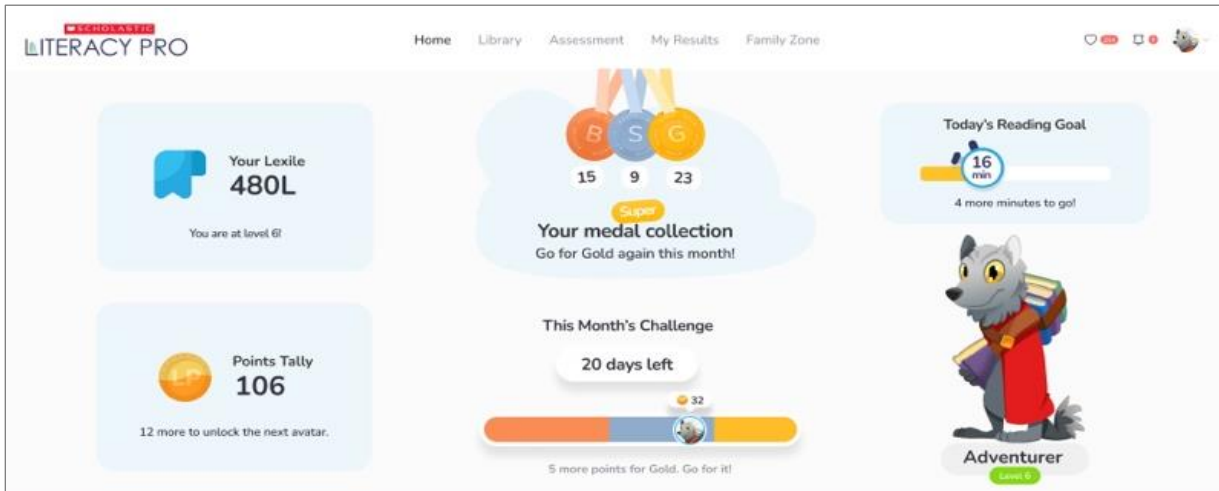 SCHOLASTIC
LITERACY PRO
Home Library Assessment My Results Family Zone
Your Lexile
480L
You are at level 6!
Points Tally
106
12 more to unlock the next avatar.
LP
B S G
15 9 23
Super
Your medal collection
Go for Gold again this month!
This Month's Challenge
20 days left
32
5 more points for Gold. Go for it!
Today's Reading Goal
16
min
4 more minutes to go!
Adventurer
Level 6